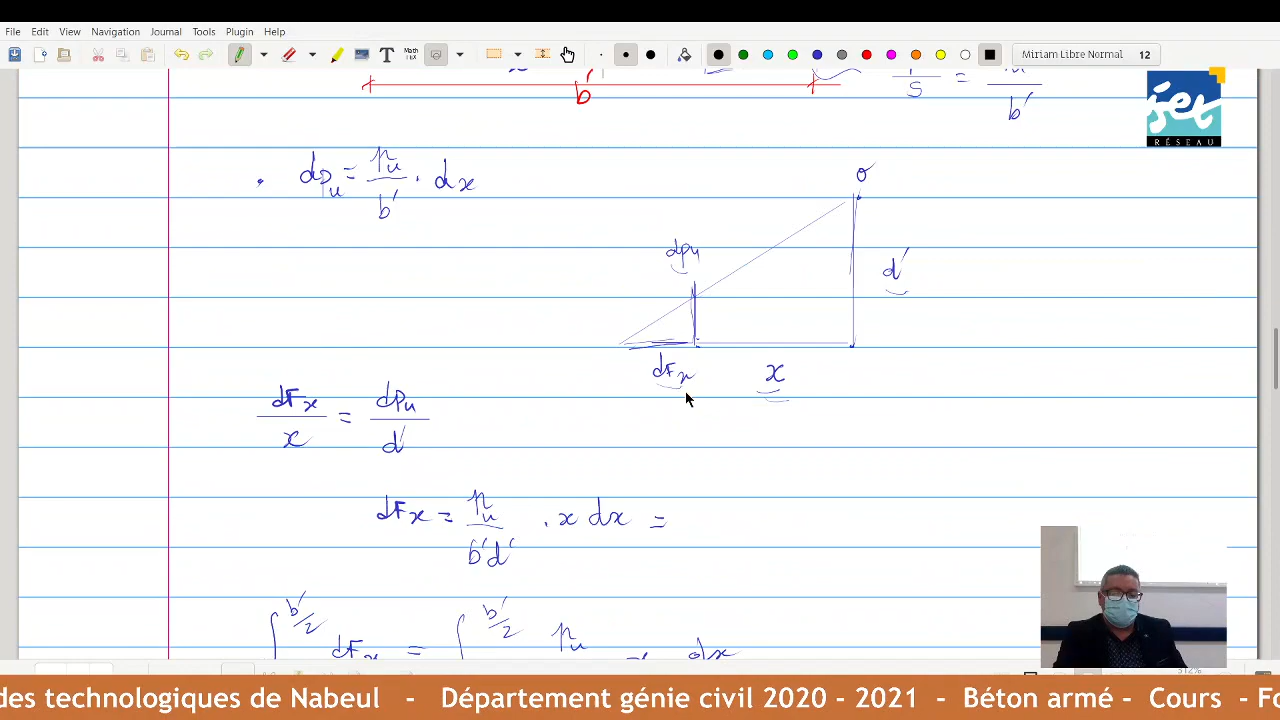 File Edit View Navigation Journal Tools Plugin Help
Miriam Libre Normal 12
b' S = b'
iset
RÉSEAU
. dPu = Pu/b' . dx
O
dpu
d'
dFx x
dFx/x = dPu/d'
dFx = Pu/b'd' . x dx =
∫ b'/2 dFx = ∫ b'/2 Pu x dx
des technologiques de Nabeul - Département génie civil 2020 - 2021 - Béton armé - Cours - Fo